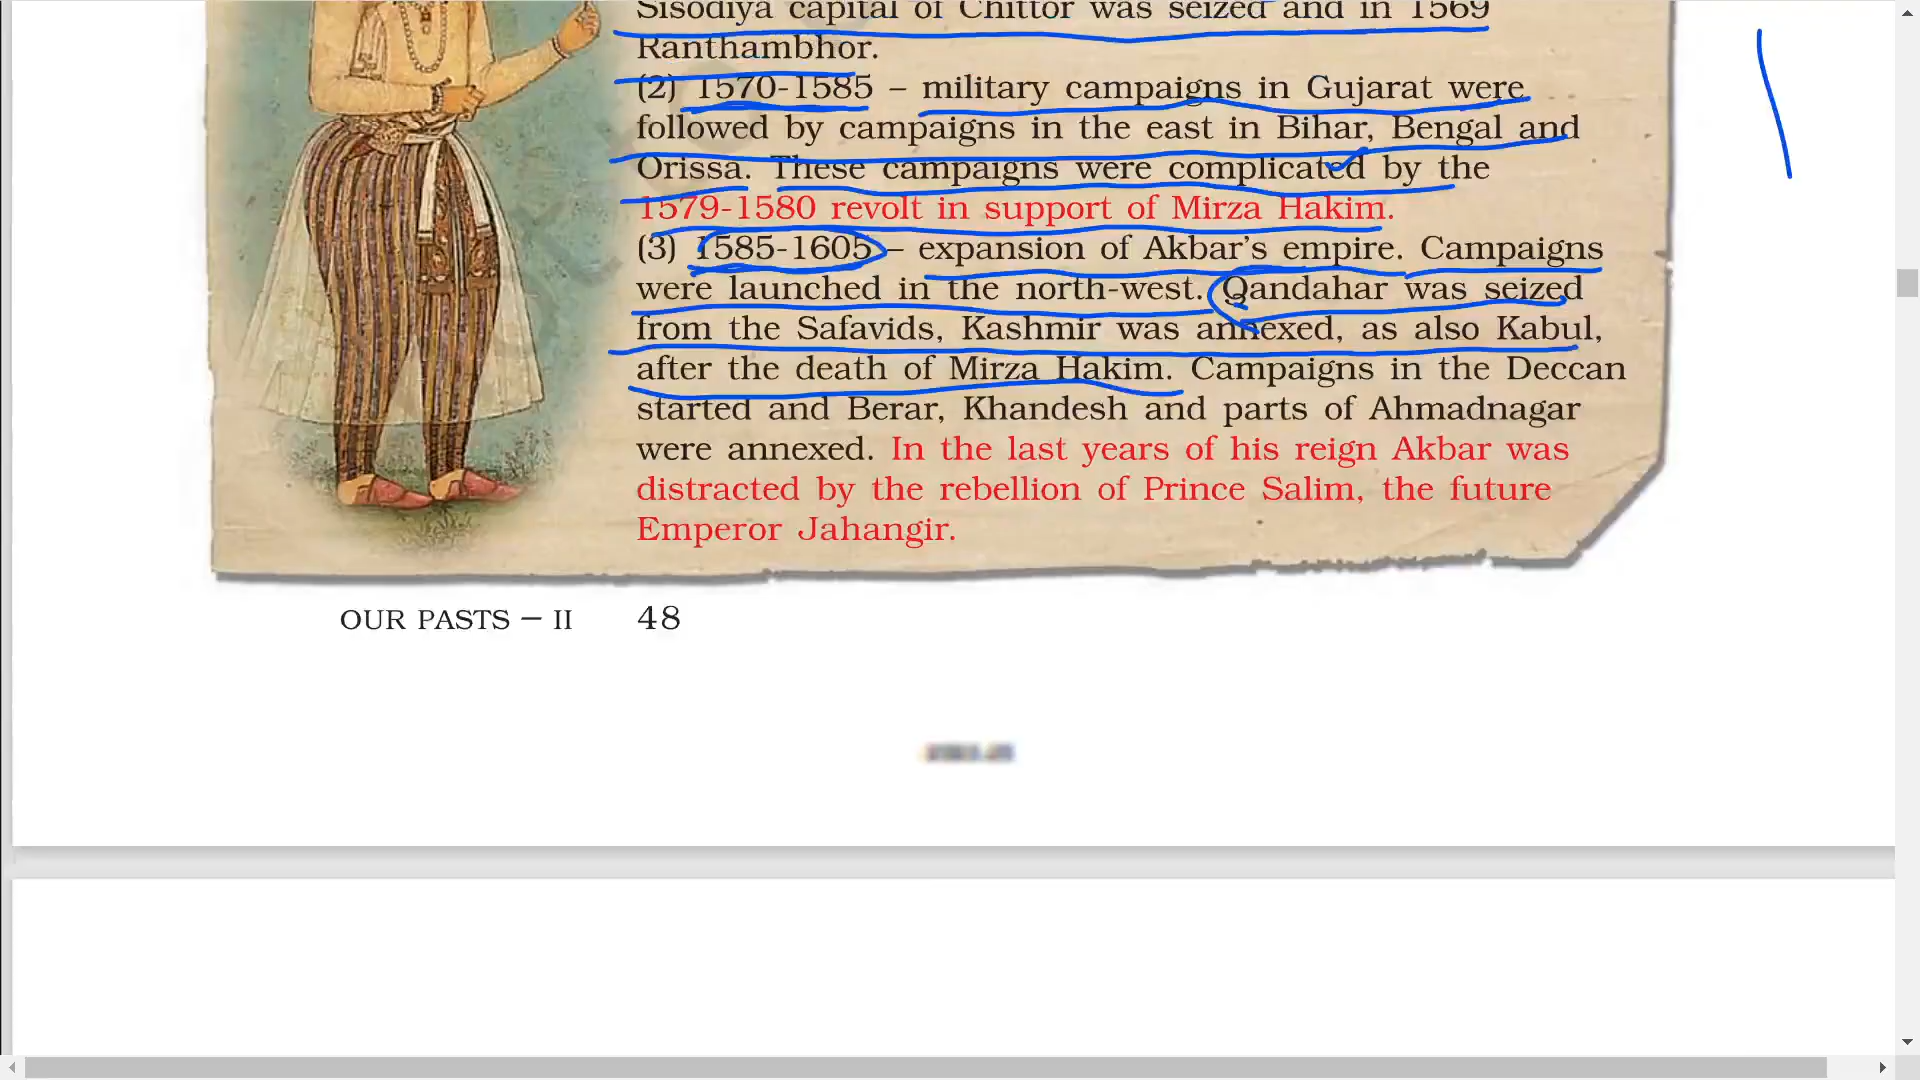 Sisodiya capital of Chittor was seized and in 1569
Ranthambhor.
(2) 1570-1585 – military campaigns in Gujarat were
followed by campaigns in the east in Bihar, Bengal and
Orissa. These campaigns were complicated by the
1579-1580 revolt in support of Mirza Hakim.
(3) 1585-1605 – expansion of Akbar's empire. Campaigns
were launched in the north-west. Qandahar was seized
from the Safavids, Kashmir was annexed, as also Kabul,
after the death of Mirza Hakim. Campaigns in the Deccan
started and Berar, Khandesh and parts of Ahmadnagar
were annexed. In the last years of his reign Akbar was
distracted by the rebellion of Prince Salim, the future
Emperor Jahangir.
OUR PASTS – II 48